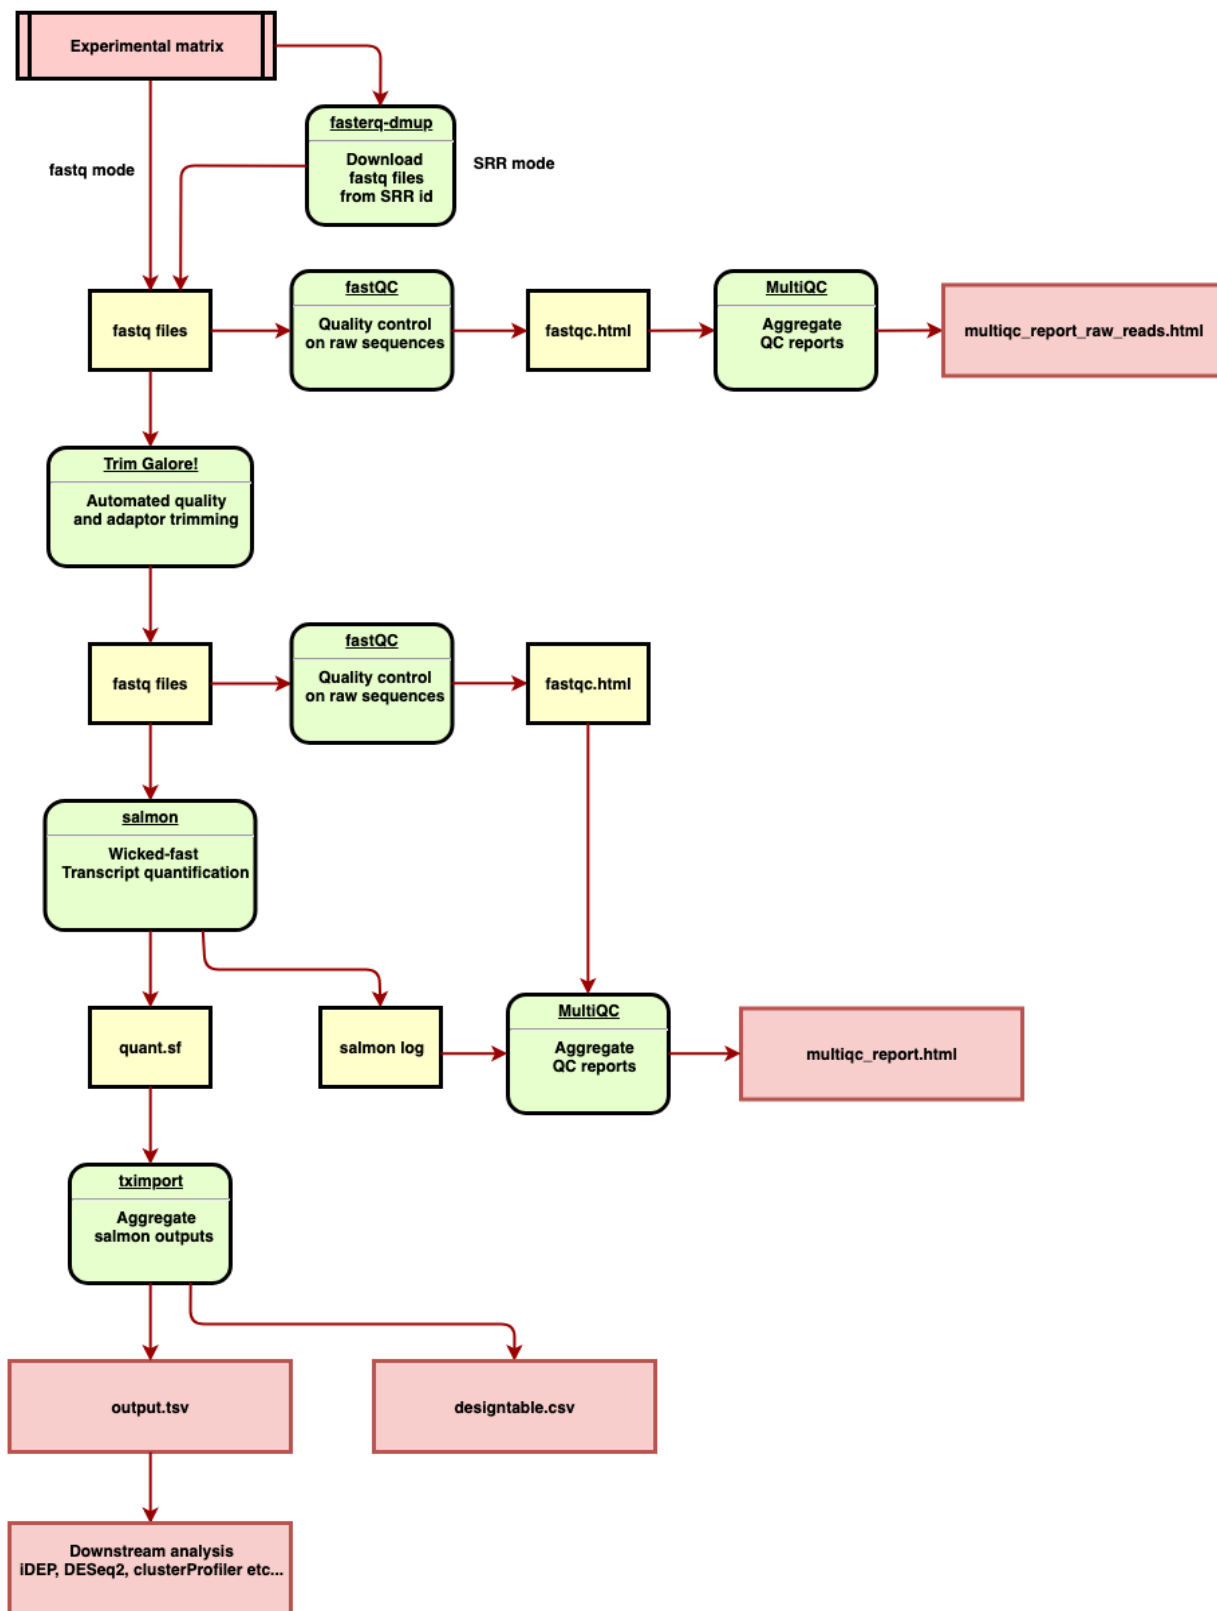 Experimental matrix
fasterq-dmup
Download
fastq files
from SRR id
SRR mode
fastq mode
fastq files
fastQC
Quality control
on raw sequences
fastqc.html
MultiQC
Aggregate
QC reports
multiqc_report_raw_reads.html
Trim Galore!
Automated quality
and adaptor trimming
fastq files
fastQC
Quality control
on raw sequences
fastqc.html
salmon
Wicked-fast
Transcript quantification
quant.sf
salmon log
MultiQC
Aggregate
QC reports
multiqc_report.html
tximport
Aggregate
salmon outputs
output.tsv
designtable.csv
Downstream analysis
iDEP, DESeq2, clusterProfiler etc...